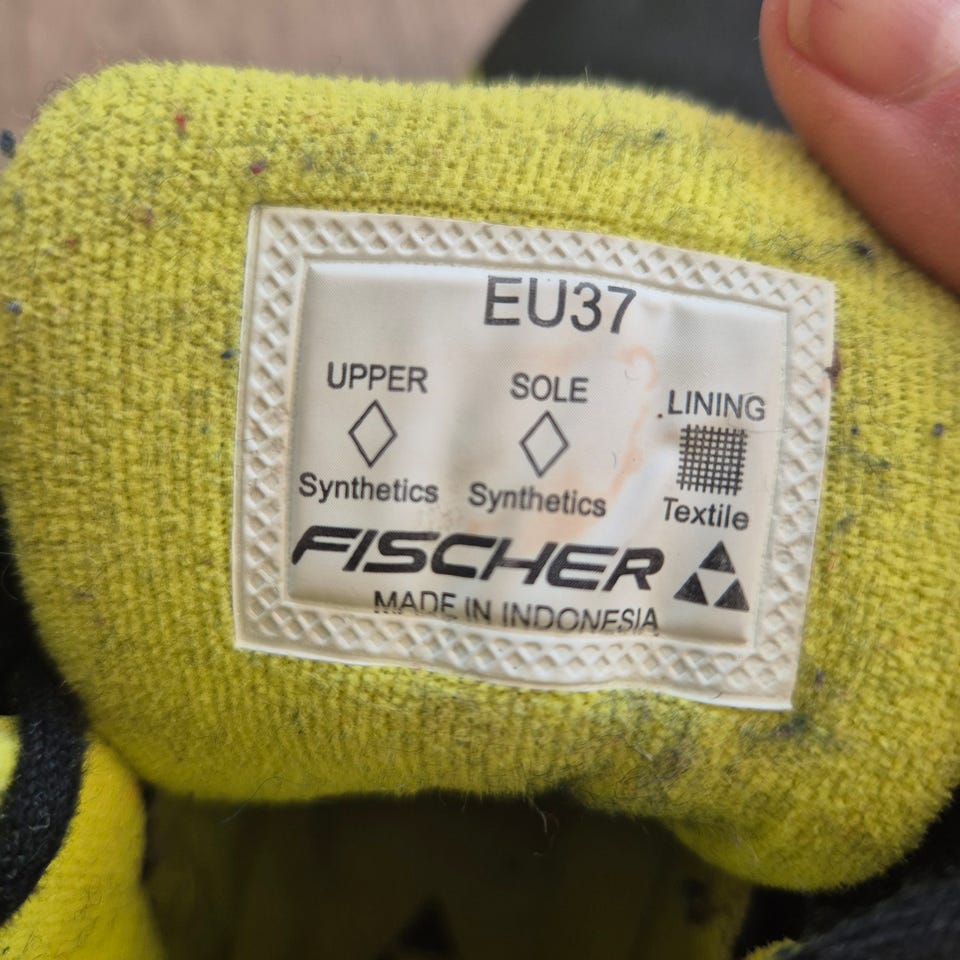 EU37
UPPER SOLE LINING
Synthetics Synthetics Textile
FISCHER
MADE IN INDONESIA